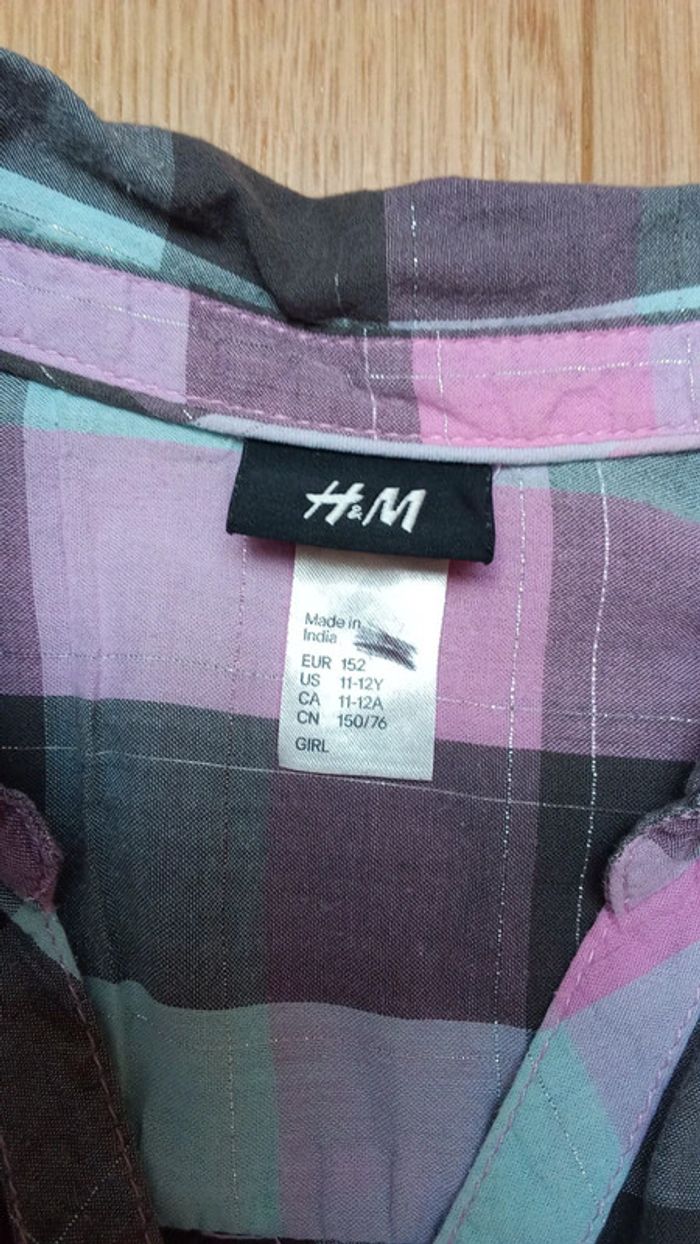 H&M
Made in
India
EUR 152
US 11-12Y
CA 11-12A
CN 150/76
GIRL